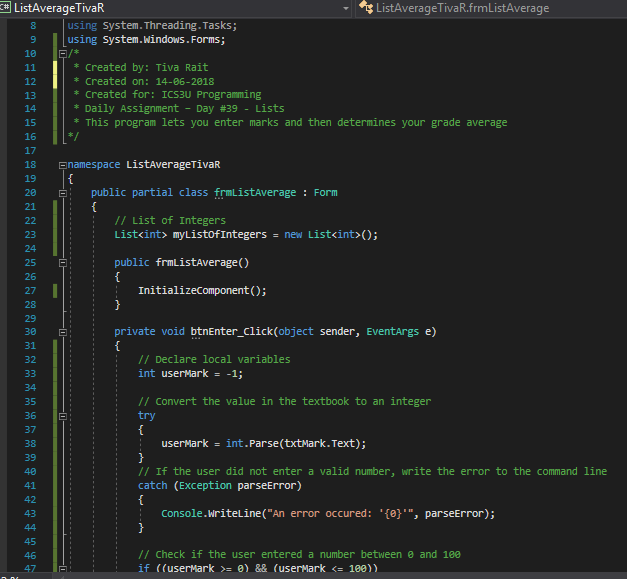 C# ListAverageTivaR ListAverageTivaR.frmListAverage
8 using System.Threading.Tasks;
9 using System.Windows.Forms;
10 /*
11 * Created by: Tiva Rait
12 * Created on: 14-06-2018
13 * Created for: ICS3U Programming
14 * Daily Assignment – Day #39 - Lists
15 * This program lets you enter marks and then determines your grade average
16 */
17
18 namespace ListAverageTivaR
19 {
20 public partial class frmListAverage : Form
21 {
22 // List of Integers
23 List<int> myListOfIntegers = new List<int>();
24
25 public frmListAverage()
26 {
27 InitializeComponent();
28 }
29
30 private void btnEnter_Click(object sender, EventArgs e)
31 {
32 // Declare local variables
33 int userMark = -1;
34
35 // Convert the value in the textbook to an integer
36 try
37 {
38 userMark = int.Parse(txtMark.Text);
39 }
40 // If the user did not enter a valid number, write the error to the command line
41 catch (Exception parseError)
42 {
43 Console.WriteLine("An error occured: '{0}'", parseError);
44 }
45
46 // Check if the user entered a number between 0 and 100
47 if ((userMark >= 0) && (userMark <= 100))